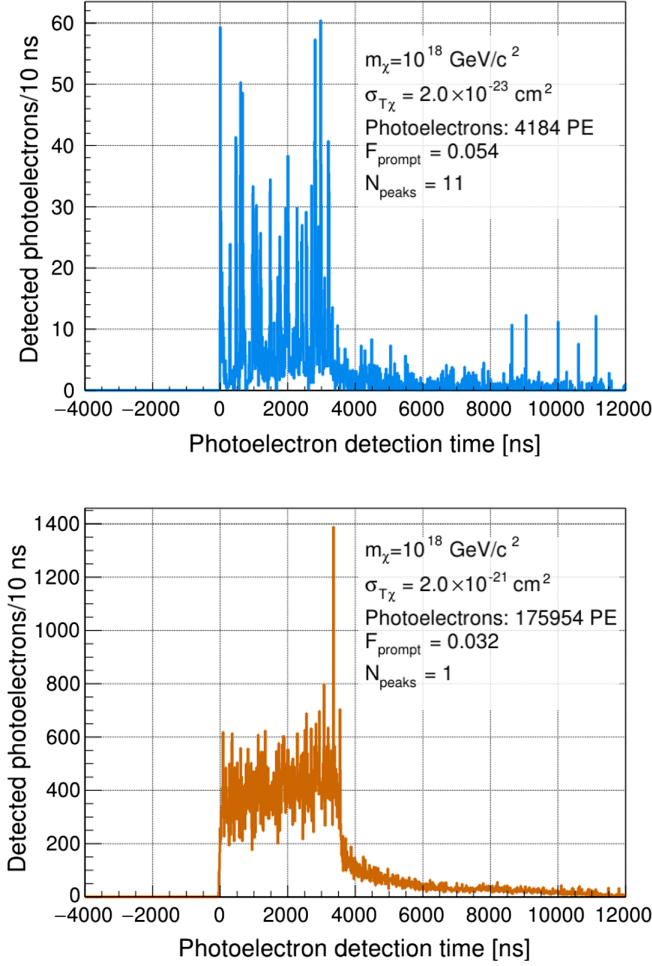 60
50
40
30
20
10
0
Detected photoelectrons/10 ns
m_χ=10^18 GeV/c^2
σ_Tχ = 2.0×10^-23 cm^2
Photoelectrons: 4184 PE
F_prompt = 0.054
N_peaks = 11
−4000 −2000 0 2000 4000 6000 8000 10000 12000
Photoelectron detection time [ns]
1400
1200
1000
800
600
400
200
0
Detected photoelectrons/10 ns
m_χ=10^18 GeV/c^2
σ_Tχ = 2.0×10^-21 cm^2
Photoelectrons: 175954 PE
F_prompt = 0.032
N_peaks = 1
−4000 −2000 0 2000 4000 6000 8000 10000 12000
Photoelectron detection time [ns]